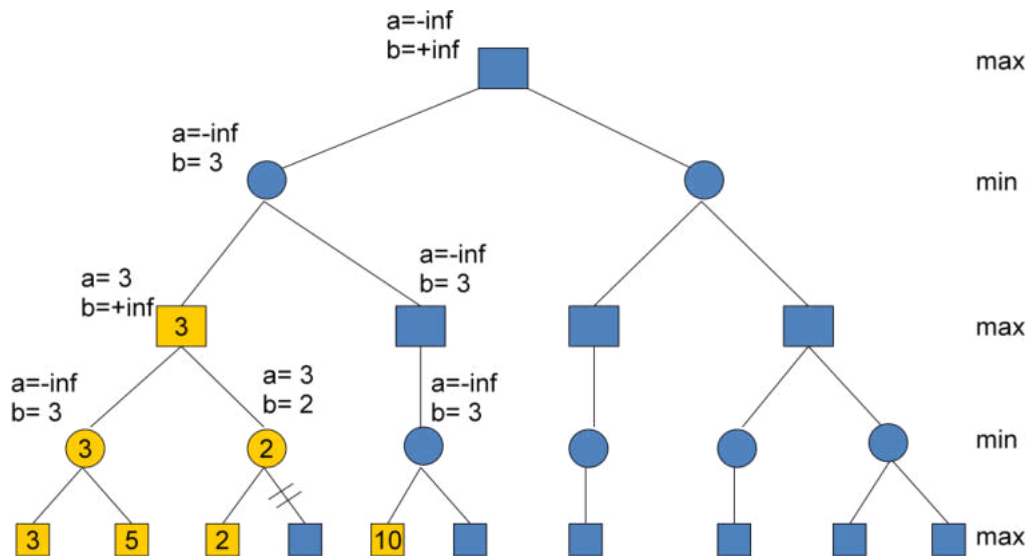 a=-inf
b=+inf
max
a=-inf
b= 3
min
a= 3
b=+inf
a=-inf
b= 3
3
max
a=-inf
b= 3
a= 3
b= 2
a=-inf
b= 3
3
2
min
3
5
2
10
max